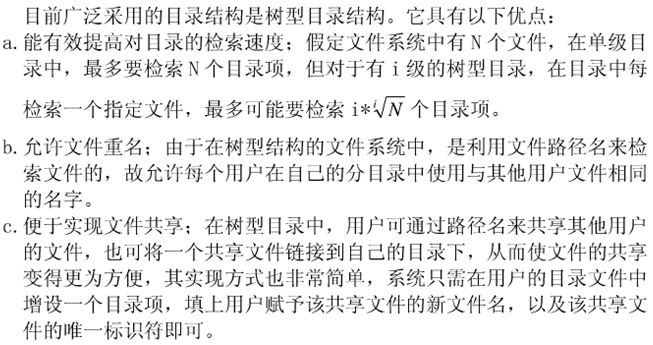 目前广泛采用的目录结构是树型目录结构。它具有以下优点：
a. 能有效提高对目录的检索速度；假定文件系统中有 N 个文件，在单级目
录中，最多要检索 N 个目录项，但对于有 i 级的树型目录，在目录中每
检索一个指定文件，最多可能要检索 i*ⁱ√N 个目录项。
b. 允许文件重名；由于在树型结构的文件系统中，是利用文件路径名来检
索文件的，故允许每个用户在自己的分目录中使用与其他用户文件相同
的名字。
c. 便于实现文件共享；在树型目录中，用户可通过路径名来共享其他用户
的文件，也可将一个共享文件链接到自己的目录下，从而使文件的共享
变得更为方便，其实现方式也非常简单，系统只需在用户的目录文件中
增设一个目录项，填上用户赋予该共享文件的新文件名，以及该共享文
件的唯一标识符即可。